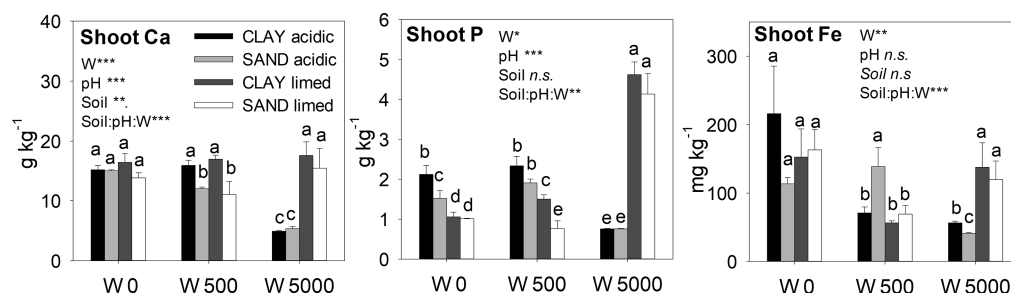 Shoot Ca
W***
pH ***
Soil **.
Soil:pH:W***
CLAY acidic
SAND acidic
CLAY limed
SAND limed
g kg-1
40
30
20
10
0
a a a a
a b a b
c c a a
W 0 W 500 W 5000
Shoot P
W*
pH ***
Soil n.s.
Soil:pH:W**
g kg-1
6
5
4
3
2
1
0
b c d d
b b c e
e e a a
W 0 W 500 W 5000
Shoot Fe
W**
pH n.s.
Soil n.s
Soil:pH:W***
mg kg-1
300
200
100
0
a a a a
b a b b
b c a a
W 0 W 500 W 5000